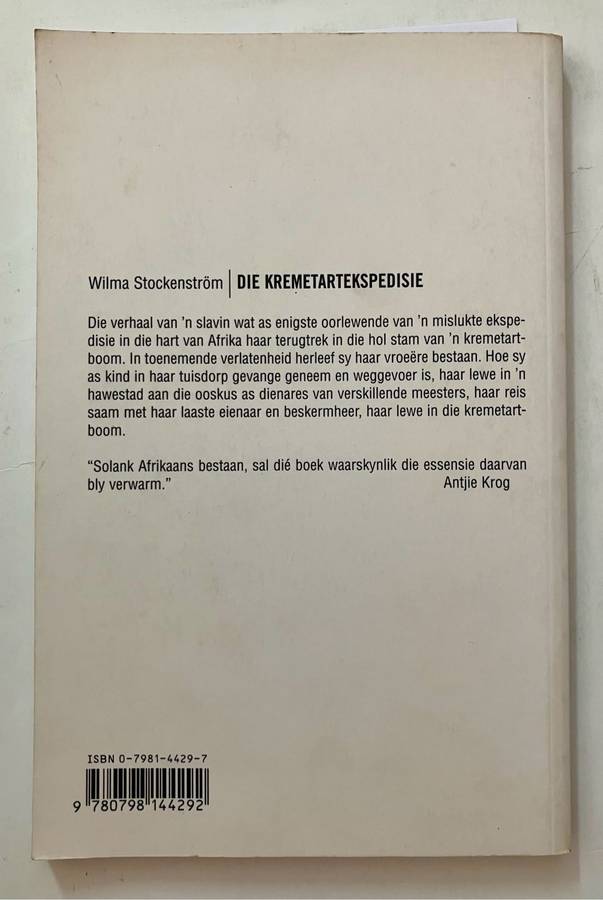 Wilma Stockenström | DIE KREMETARTEKSPEDISIE
Die verhaal van 'n slavin wat as enigste oorlewende van 'n mislukte ekspe-
disie in die hart van Afrika haar terugtrek in die hol stam van 'n kremetart-
boom. In toenemende verlatenheid herleef sy haar vroeëre bestaan. Hoe sy
as kind in haar tuisdorp gevange geneem en weggevoer is, haar lewe in 'n
hawestad aan die ooskus as dienares van verskillende meesters, haar reis
saam met haar laaste eienaar en beskermheer, haar lewe in die kremetart-
boom.
“Solank Afrikaans bestaan, sal dié boek waarskynlik die essensie daarvan
bly verwarm.” Antjie Krog
ISBN 0-7981-4429-7
9 780798 144292